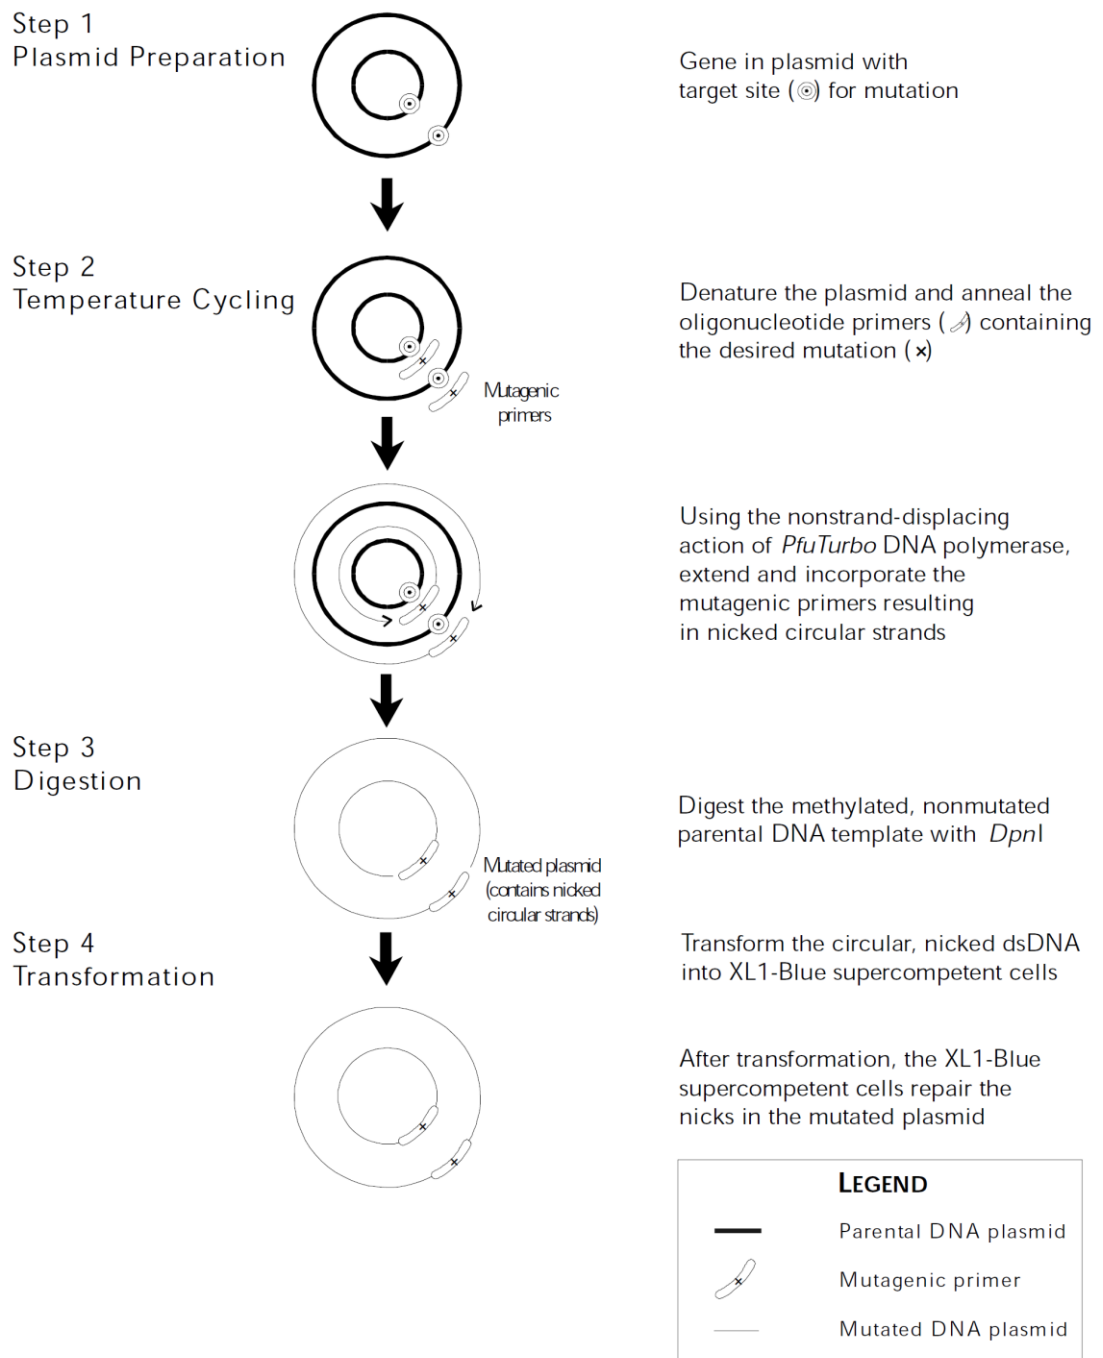 Step 1
Plasmid Preparation
Gene in plasmid with
target site ( ) for mutation
Step 2
Temperature Cycling
Denature the plasmid and anneal the
oligonucleotide primers ( ) containing
the desired mutation (×)
Mutagenic
primers
Using the nonstrand-displacing
action of PfuTurbo DNA polymerase,
extend and incorporate the
mutagenic primers resulting
in nicked circular strands
Step 3
Digestion
Digest the methylated, nonmutated
parental DNA template with DpnI
Mutated plasmid
(contains nicked
circular strands)
Step 4
Transformation
Transform the circular, nicked dsDNA
into XL1-Blue supercompetent cells
After transformation, the XL1-Blue
supercompetent cells repair the
nicks in the mutated plasmid
LEGEND
Parental DNA plasmid
Mutagenic primer
Mutated DNA plasmid